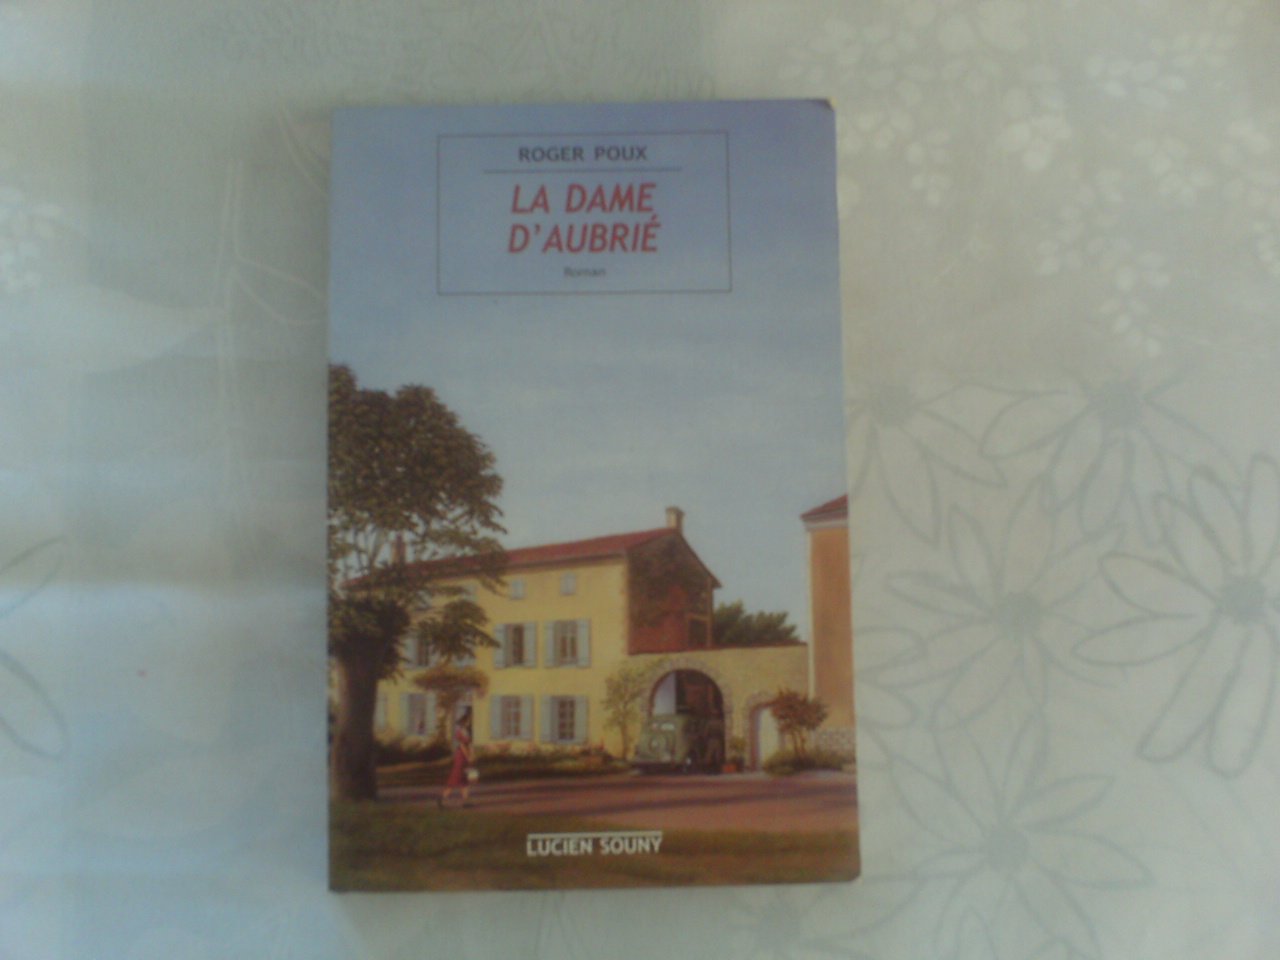 ROGER POUX
LA DAME
D'AUBRIÉ
Roman
LUCIEN SOUNY